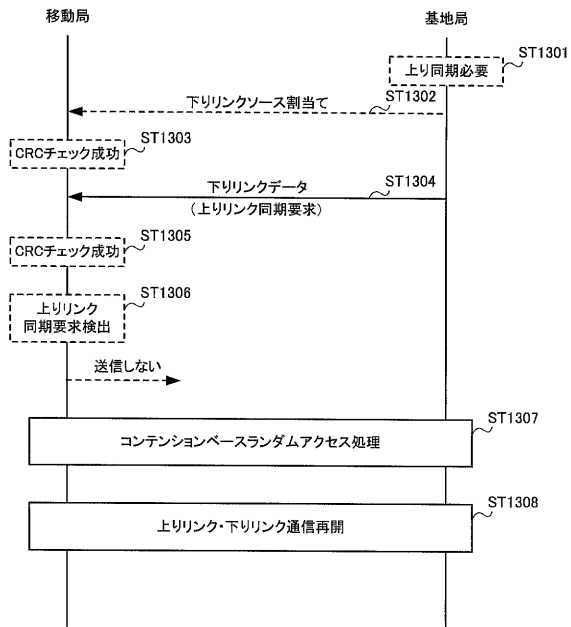 移動局
基地局
ST1301
上り同期必要
下りリンクソース割当て
ST1302
ST1303
CRCチェック成功
下りリンクデータ
ST1304
(上りリンク同期要求)
ST1305
CRCチェック成功
ST1306
上りリンク
同期要求検出
送信しない
ST1307
コンテンションベースランダムアクセス処理
ST1308
上りリンク・下りリンク通信再開